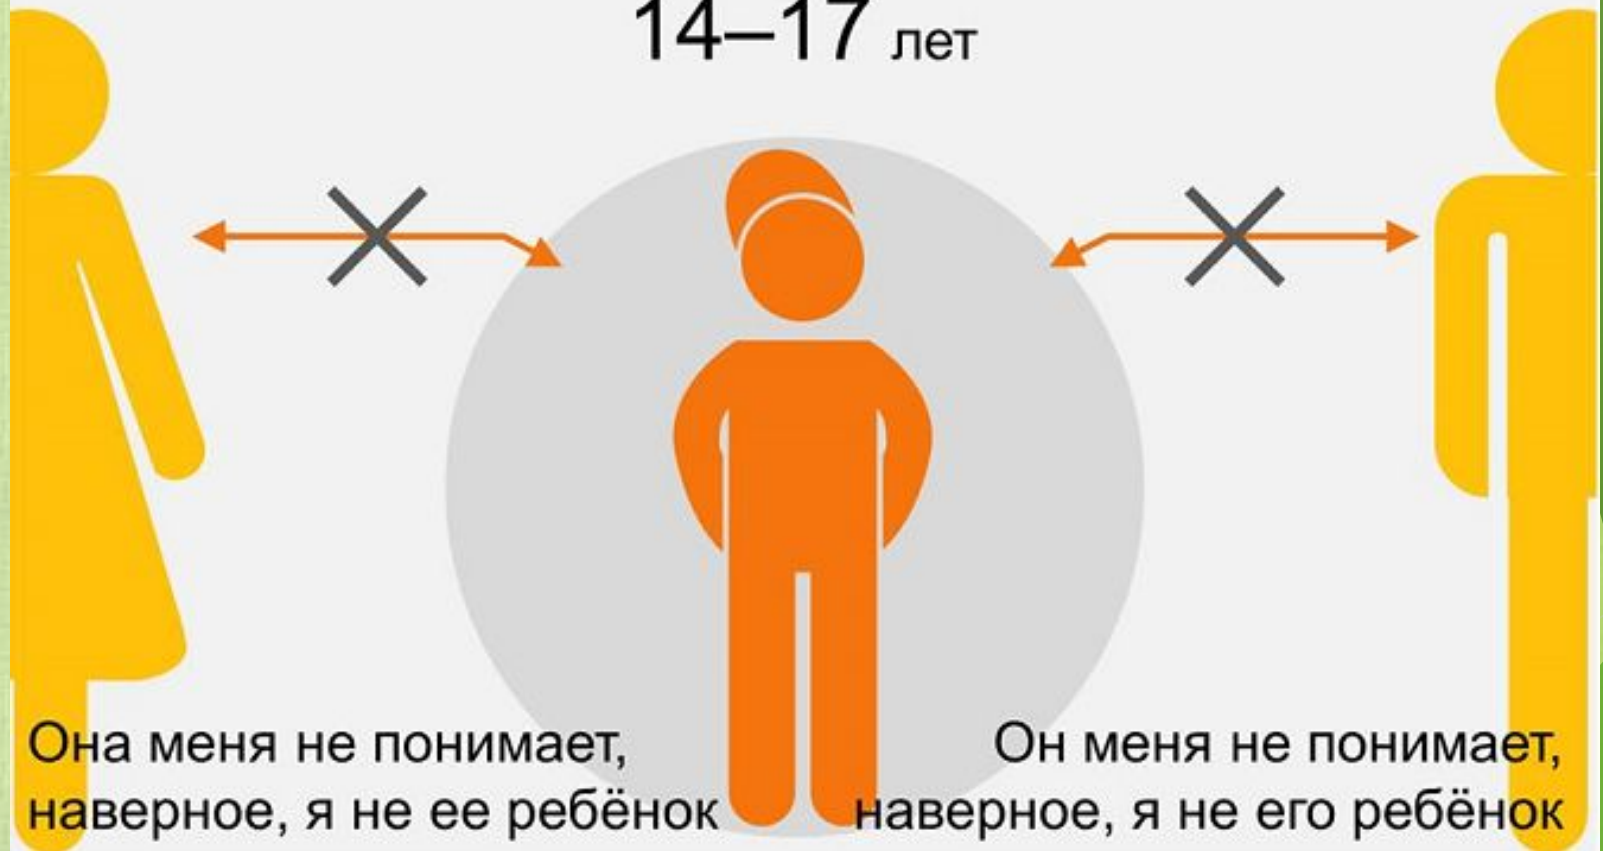 14–17 лет
Она меня не понимает,
наверное, я не ее ребёнок
Он меня не понимает,
наверное, я не его ребёнок